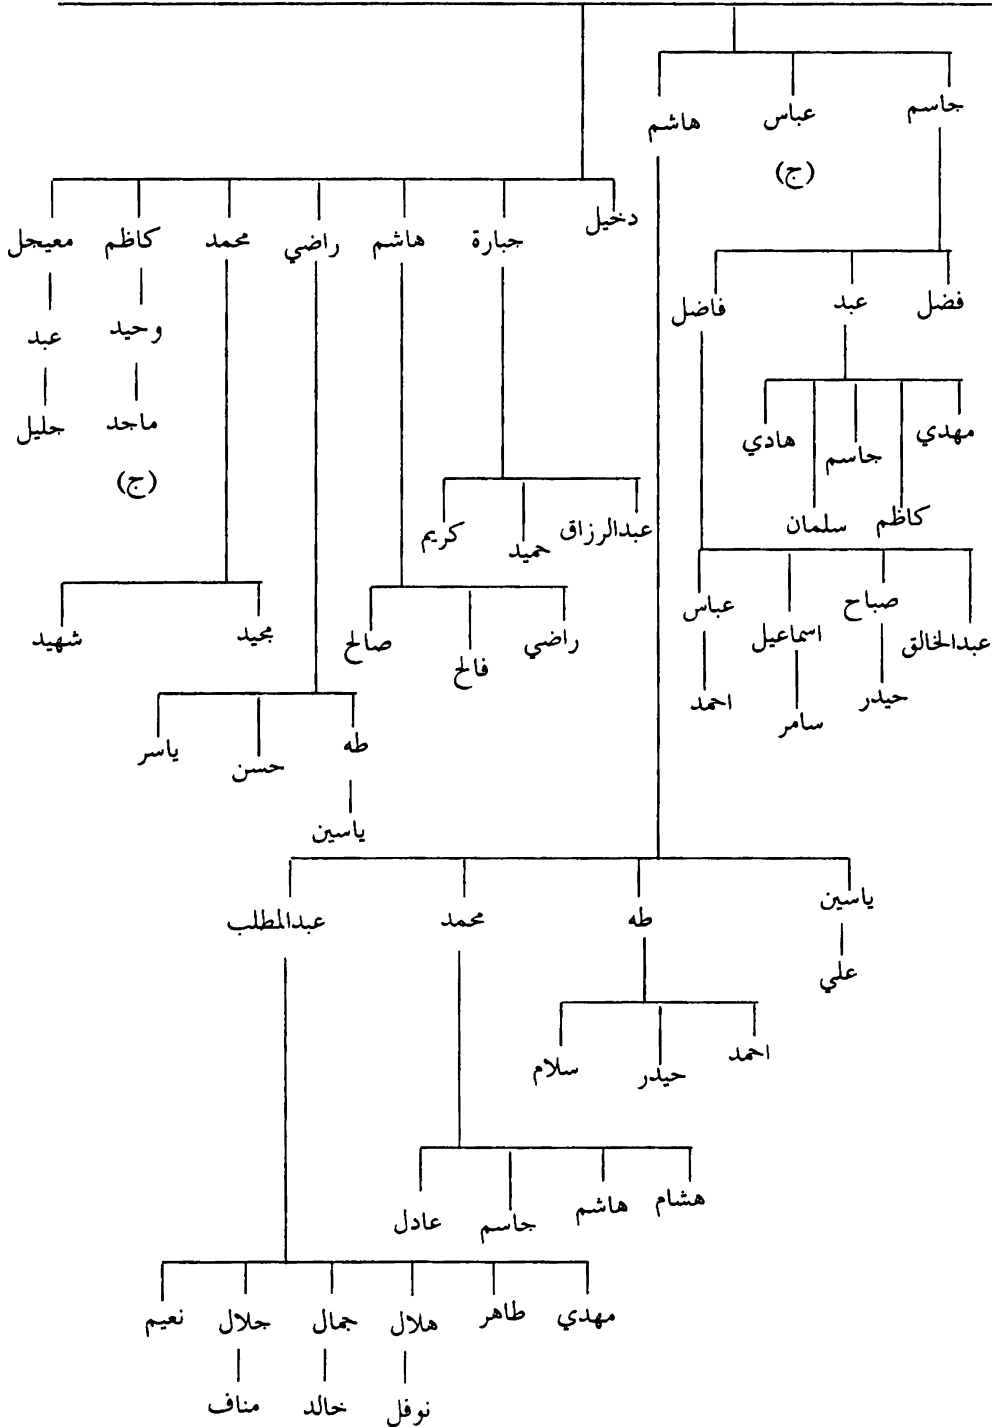 جاسم عباس هاشم
(ج)
دخيل جبارة هاشم راضي محمد كاظم معيجل
فضل عبد فاضل
وحيد عبد
ماجد جليل
(ج)
مهدي كاظم جاسم سلمان هادي
عبدالرزاق حميد كريم
عبدالخالق صباح اسماعيل عباس
حيدر سامر احمد
راضي فالح صالح
مجيد شهيد
طه حسن ياسر
ياسين
ياسين طه محمد عبدالمطلب
علي
احمد حيدر سلام
هشام هاشم جاسم عادل
مهدي طاهر هلال جمال جلال نعيم
نوفل خالد مناف